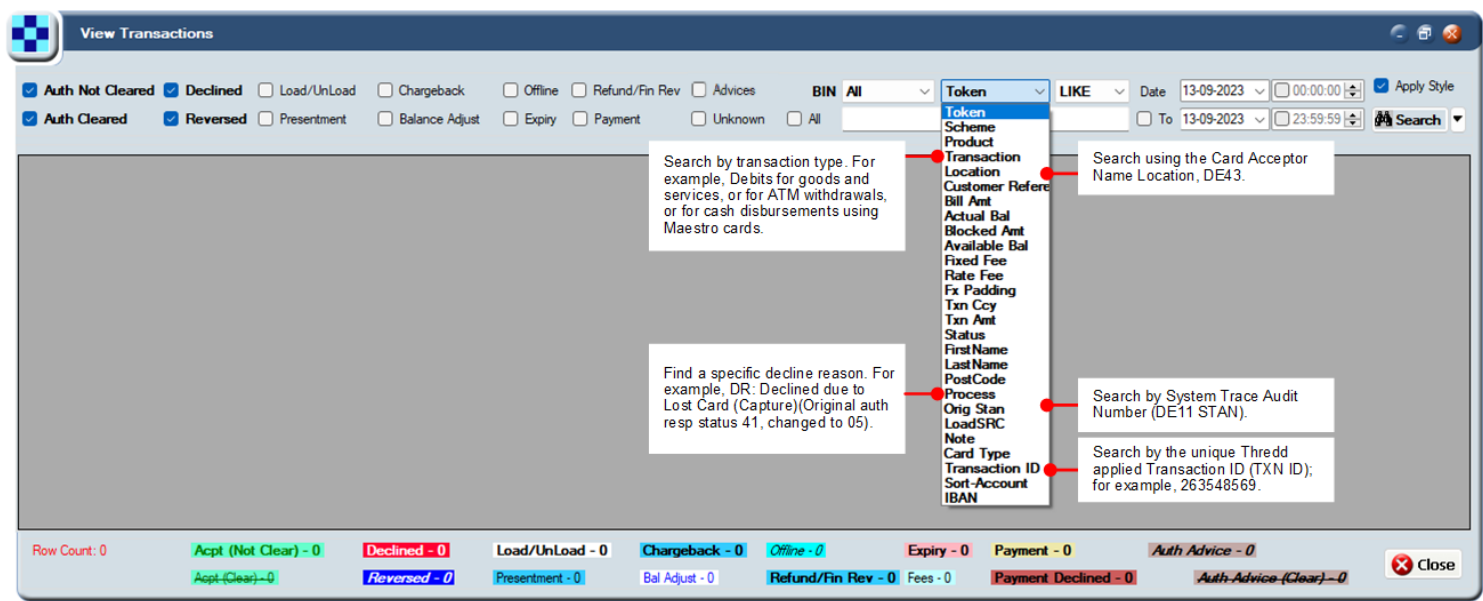 View Transactions
Auth Not Cleared Declined Load/UnLoad Chargeback Offline Refund/Fin Rev Advices BIN All Token LIKE Date 13-09-2023 00:00:00 Apply Style
Auth Cleared Reversed Presentment Balance Adjust Expiry Payment Unknown All To 13-09-2023 23:59:59 Search
Token
Scheme
Product
Transaction
Location
Customer Refere
Bill Amt
Actual Bal
Blocked Amt
Available Bal
Fixed Fee
Rate Fee
Fx Padding
Txn Ccy
Txn Amt
Status
FirstName
LastName
PostCode
Process
Orig Stan
LoadSRC
Note
Card Type
Transaction ID
Sort-Account
IBAN
Search by transaction type. For
example, Debits for goods and
services, or for ATM withdrawals,
or for cash disbursements using
Maestro cards.
Search using the Card Acceptor
Name Location, DE43.
Find a specific decline reason. For
example, DR: Declined due to
Lost Card (Capture)(Original auth
resp status 41, changed to 05).
Search by System Trace Audit
Number (DE11 STAN).
Search by the unique Thredd
applied Transaction ID (TXN ID);
for example, 263548569.
Row Count: 0 Acpt (Not Clear) - 0 Declined - 0 Load/UnLoad - 0 Chargeback - 0 Offline - 0 Expiry - 0 Payment - 0 Auth Advice - 0
Acpt (Clear) - 0 Reversed - 0 Presentment - 0 Bal Adjust - 0 Refund/Fin Rev - 0 Fees - 0 Payment Declined - 0 Auth Advice (Clear) - 0
Close